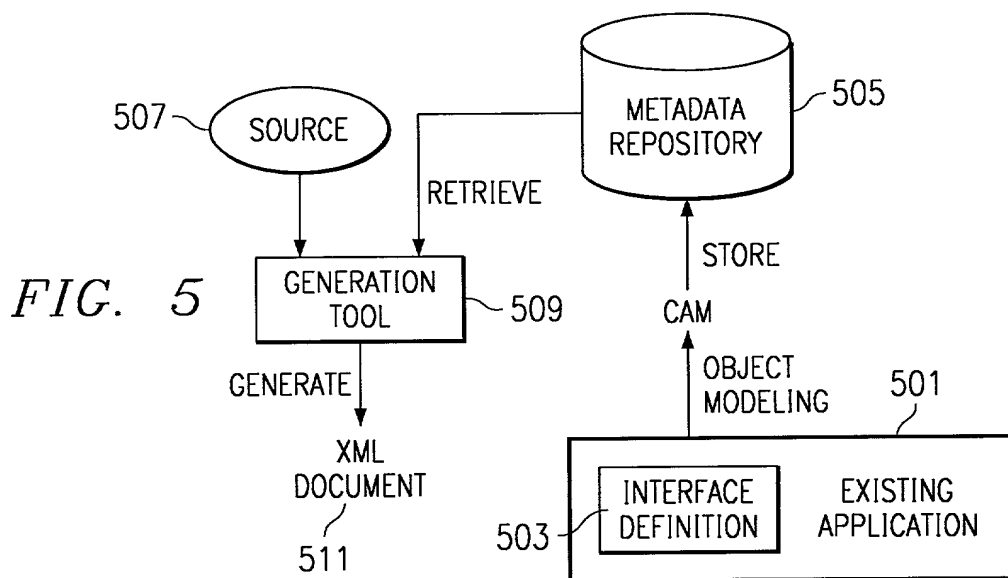 507
SOURCE
METADATA
REPOSITORY
505
RETRIEVE
STORE
FIG. 5
GENERATION
TOOL
509
CAM
GENERATE
OBJECT
MODELING
501
XML
DOCUMENT
511
503
INTERFACE
DEFINITION
EXISTING
APPLICATION